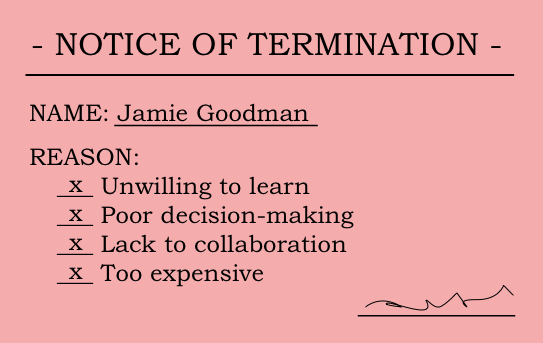 - NOTICE OF TERMINATION -
NAME: Jamie Goodman
REASON:
x Unwilling to learn
x Poor decision-making
x Lack to collaboration
x Too expensive